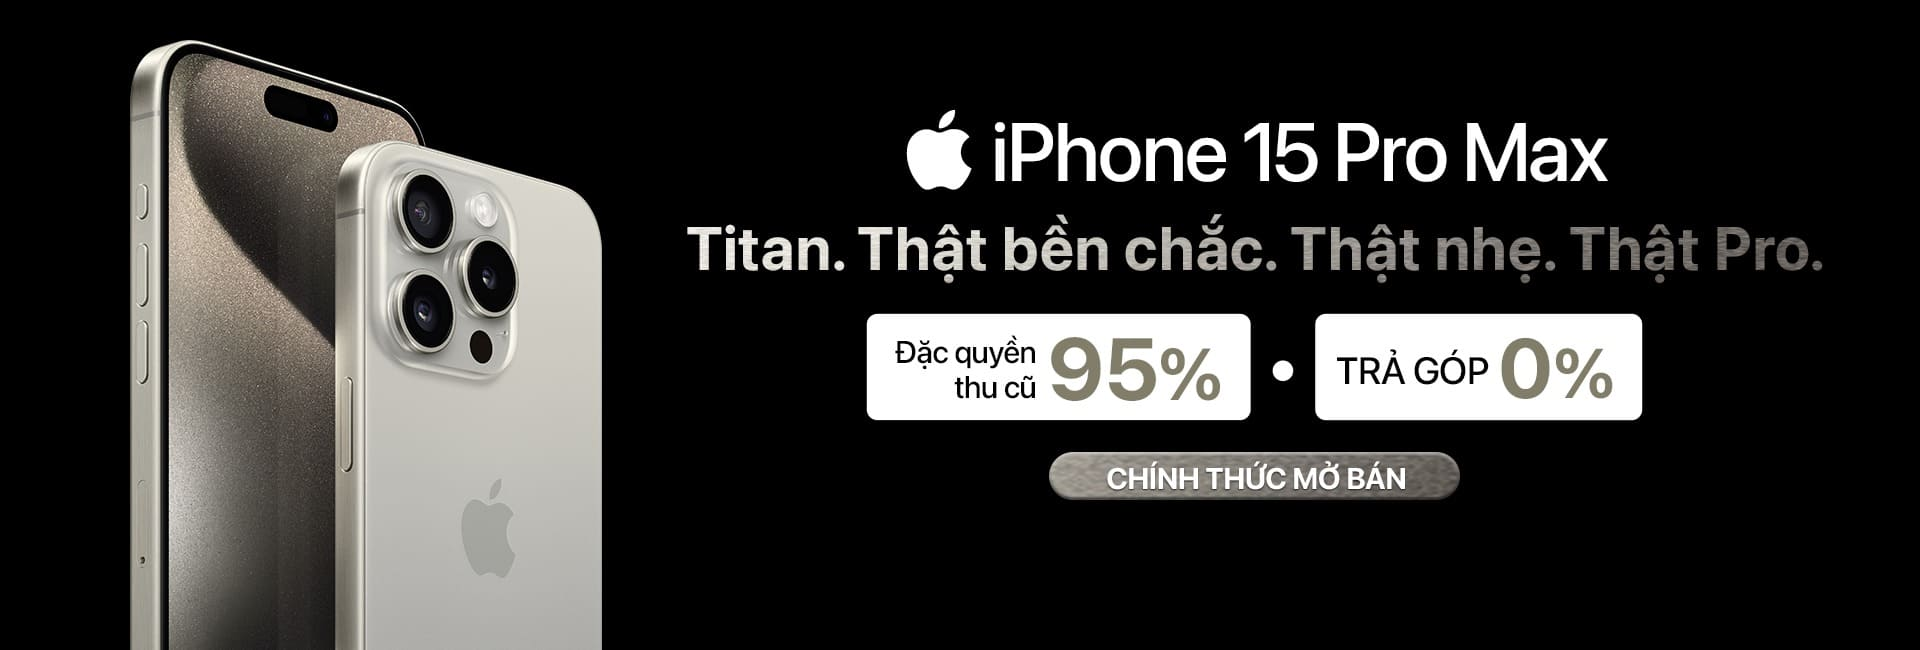 iPhone 15 Pro Max
Titan. Thật bền chắc. Thật nhẹ. Thật Pro.
Đặc quyền
thu cũ
95%
•
TRẢ GÓP 0%
CHÍNH THỨC MỞ BÁN